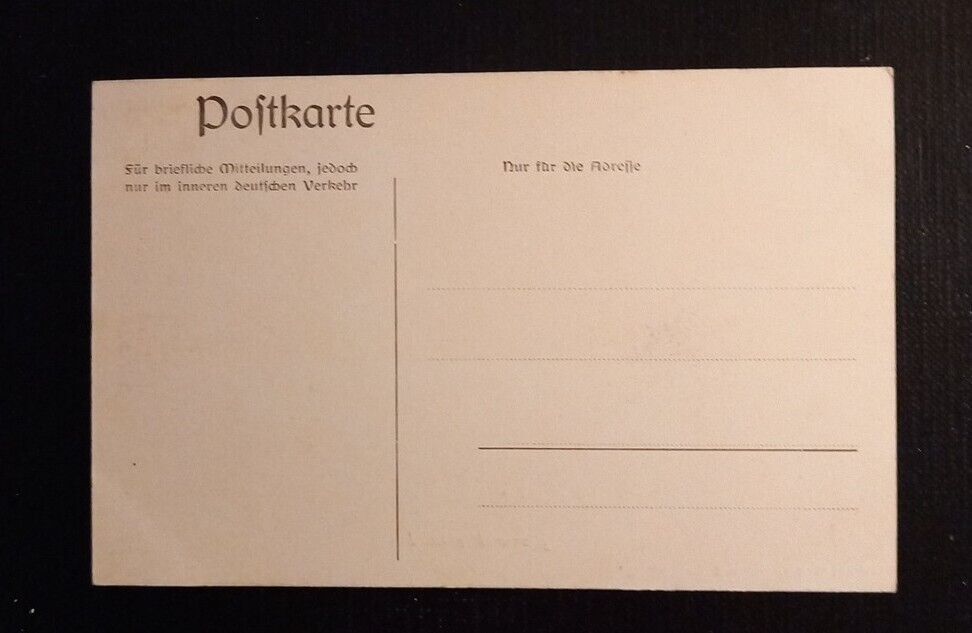 Poſtkarte
Für briefliche Mitteilungen, jedoch
nur im inneren deutſchen Verkehr
Nur für die Adreſſe